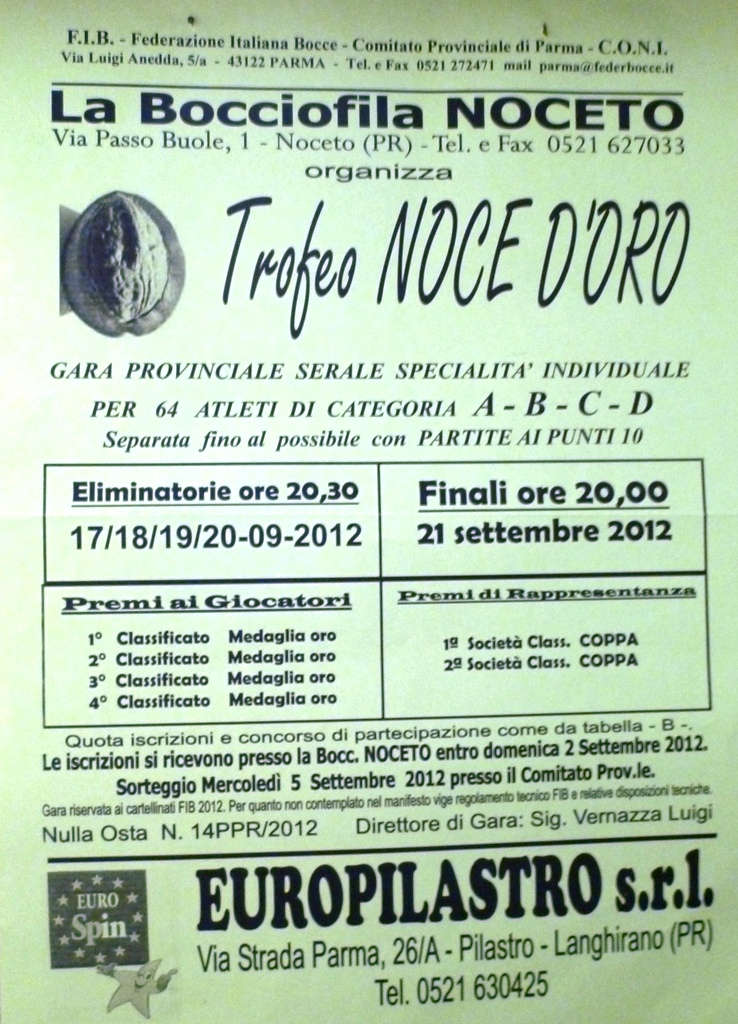 F.I.B. - Federazione Italiana Bocce - Comitato Provinciale di Parma - C.O.N.I.
Via Luigi Anedda, 5/a - 43122 PARMA - Tel. e Fax 0521 272471 mail parma@federbocce.it
La Bocciofila NOCETO
Via Passo Buole, 1 - Noceto (PR) - Tel. e Fax 0521 627033
organizza
Trofeo NOCE D'ORO
GARA PROVINCIALE SERALE SPECIALITA' INDIVIDUALE
PER 64 ATLETI DI CATEGORIA A - B - C - D
Separata fino al possibile con PARTITE AI PUNTI 10
Eliminatorie ore 20,30
17/18/19/20-09-2012
Finali ore 20,00
21 settembre 2012
Premi ai Giocatori
1° Classificato Medaglia oro
2° Classificato Medaglia oro
3° Classificato Medaglia oro
4° Classificato Medaglia oro
Premi di Rappresentanza
1ª Società Class. COPPA
2ª Società Class. COPPA
Quota iscrizioni e concorso di partecipazione come da tabella - B -.
Le iscrizioni si ricevono presso la Bocc. NOCETO entro domenica 2 Settembre 2012.
Sorteggio Mercoledì 5 Settembre 2012 presso il Comitato Prov.le.
Gara riservata ai cartellinati FIB 2012. Per quanto non contemplato nel manifesto vige regolamento tecnico FIB e relative disposizioni tecniche.
Nulla Osta N. 14PPR/2012 Direttore di Gara: Sig. Vernazza Luigi
EURO
Spin
EUROPILASTRO s.r.l.
Via Strada Parma, 26/A - Pilastro - Langhirano (PR)
Tel. 0521 630425